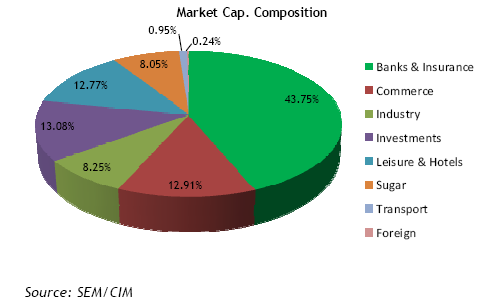 Market Cap. Composition
0.95%
0.24%
8.05%
12.77%
43.75%
13.08%
8.25%
12.91%
Banks & Insurance
Commerce
Industry
Investments
Leisure & Hotels
Sugar
Transport
Foreign
Source: SEM/CIM